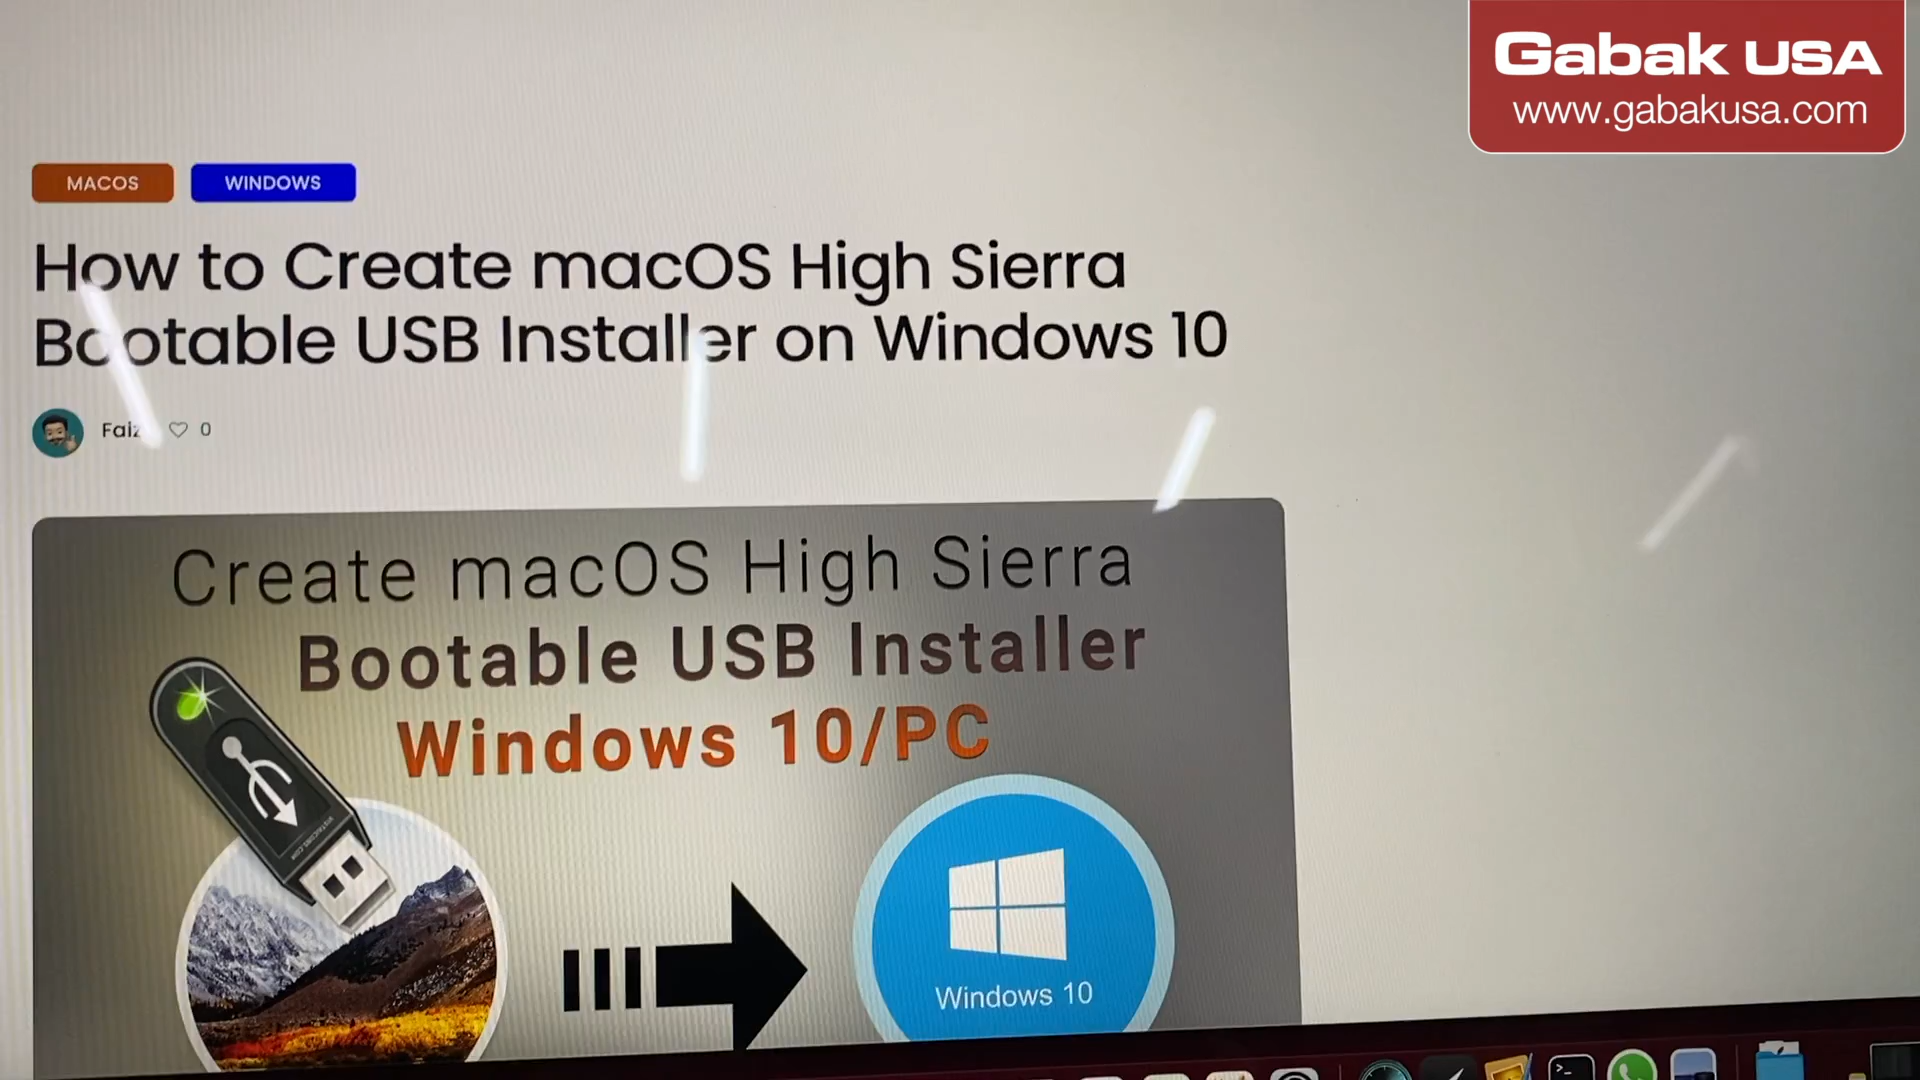 Gabak USA
www.gabakusa.com
MACOS
WINDOWS
How to Create macOS High Sierra
Bootable USB Installer on Windows 10
Faiz
0
Create macOS High Sierra
Bootable USB Installer
Windows 10/PC
Windows 10